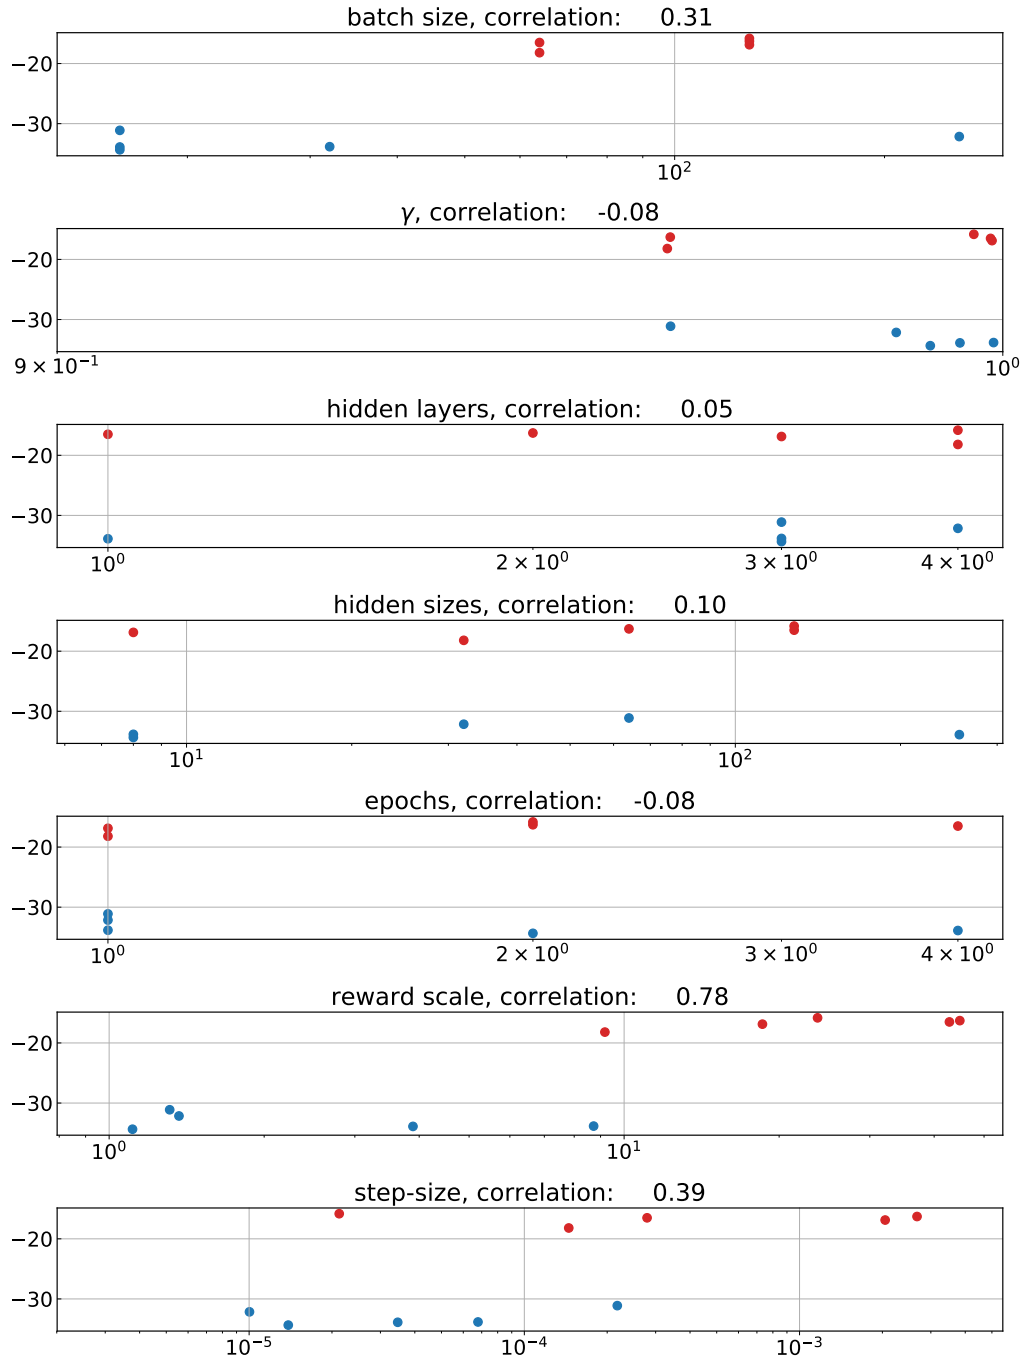 batch size, correlation: 0.31
−20
−30
10²
γ, correlation: -0.08
−20
−30
9 × 10⁻¹
10⁰
hidden layers, correlation: 0.05
−20
−30
10⁰ 2 × 10⁰ 3 × 10⁰ 4 × 10⁰
hidden sizes, correlation: 0.10
−20
−30
10¹ 10²
epochs, correlation: -0.08
−20
−30
10⁰ 2 × 10⁰ 3 × 10⁰ 4 × 10⁰
reward scale, correlation: 0.78
−20
−30
10⁰ 10¹
step-size, correlation: 0.39
−20
−30
10⁻⁵ 10⁻⁴ 10⁻³